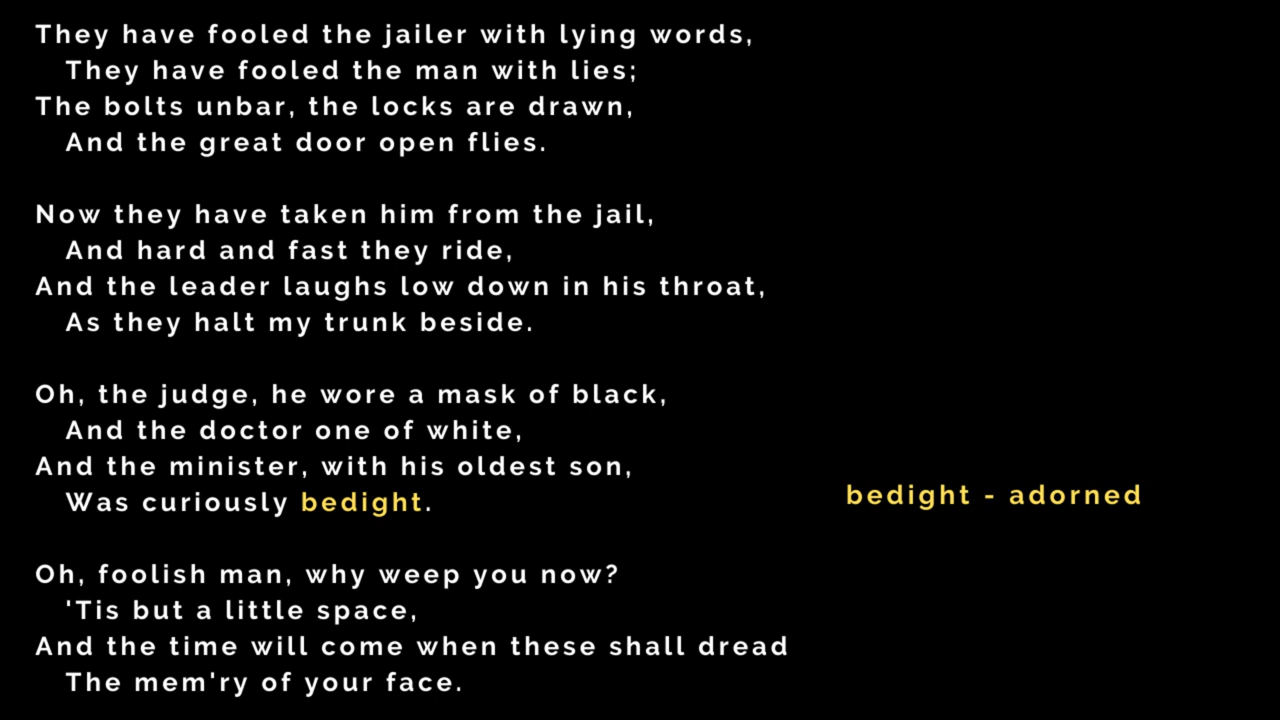 They have fooled the jailer with lying words,
They have fooled the man with lies;
The bolts unbar, the locks are drawn,
And the great door open flies.
Now they have taken him from the jail,
And hard and fast they ride,
And the leader laughs low down in his throat,
As they halt my trunk beside.
Oh, the judge, he wore a mask of black,
And the doctor one of white,
And the minister, with his oldest son,
Was curiously bedight.
bedight - adorned
Oh, foolish man, why weep you now?
'Tis but a little space,
And the time will come when these shall dread
The mem'ry of your face.